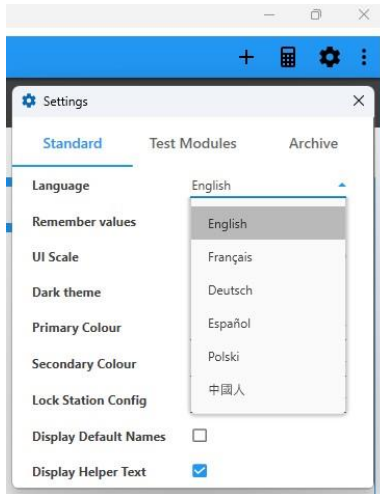 Settings
Standard Test Modules Archive
Language English
Remember values English
UI Scale Français
Dark theme Deutsch
Primary Colour Español
Secondary Colour Polski
Lock Station Config 中國人
Display Default Names
Display Helper Text